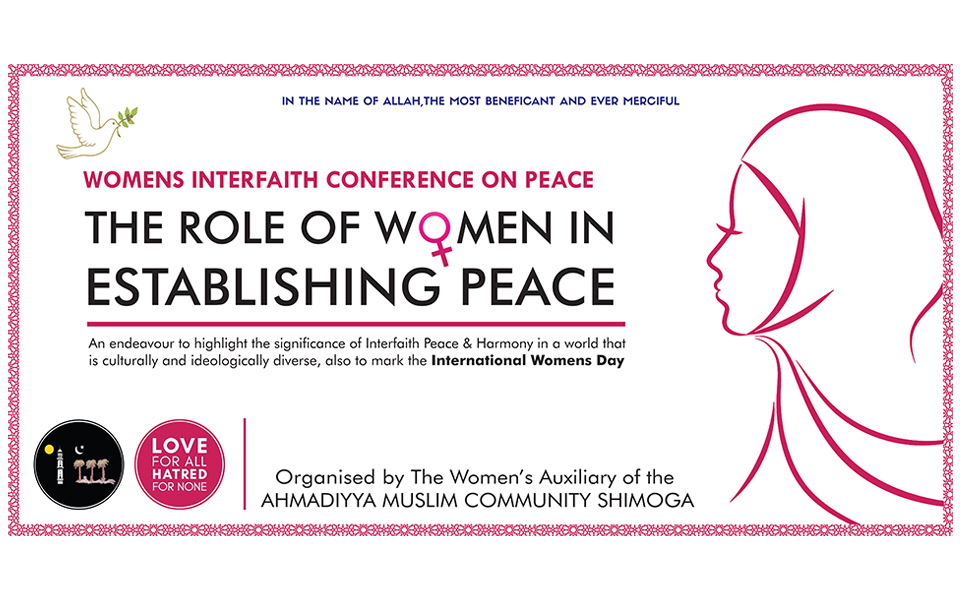 IN THE NAME OF ALLAH,THE MOST BENEFICANT AND EVER MERCIFUL
WOMENS INTERFAITH CONFERENCE ON PEACE
THE ROLE OF WOMEN IN
ESTABLISHING PEACE
An endeavour to highlight the significance of Interfaith Peace & Harmony in a world that
is culturally and ideologically diverse, also to mark the International Womens Day
LOVE
FOR ALL
HATRED
FOR NONE
Organised by The Women's Auxiliary of the
AHMADIYYA MUSLIM COMMUNITY SHIMOGA